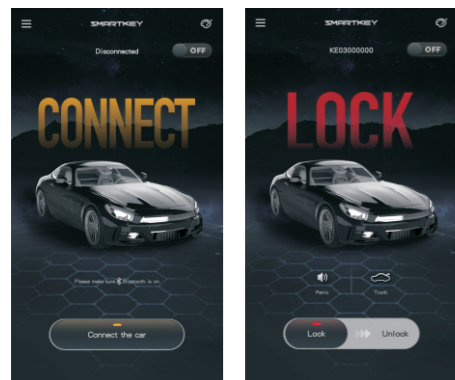 SMARTKEY
Disconnected
OFF
CONNECT
Please make sure Bluetooth is on
Connect the car
SMARTKEY
KE03000000
OFF
LOCK
Panic
Trunk
Lock
Unlock